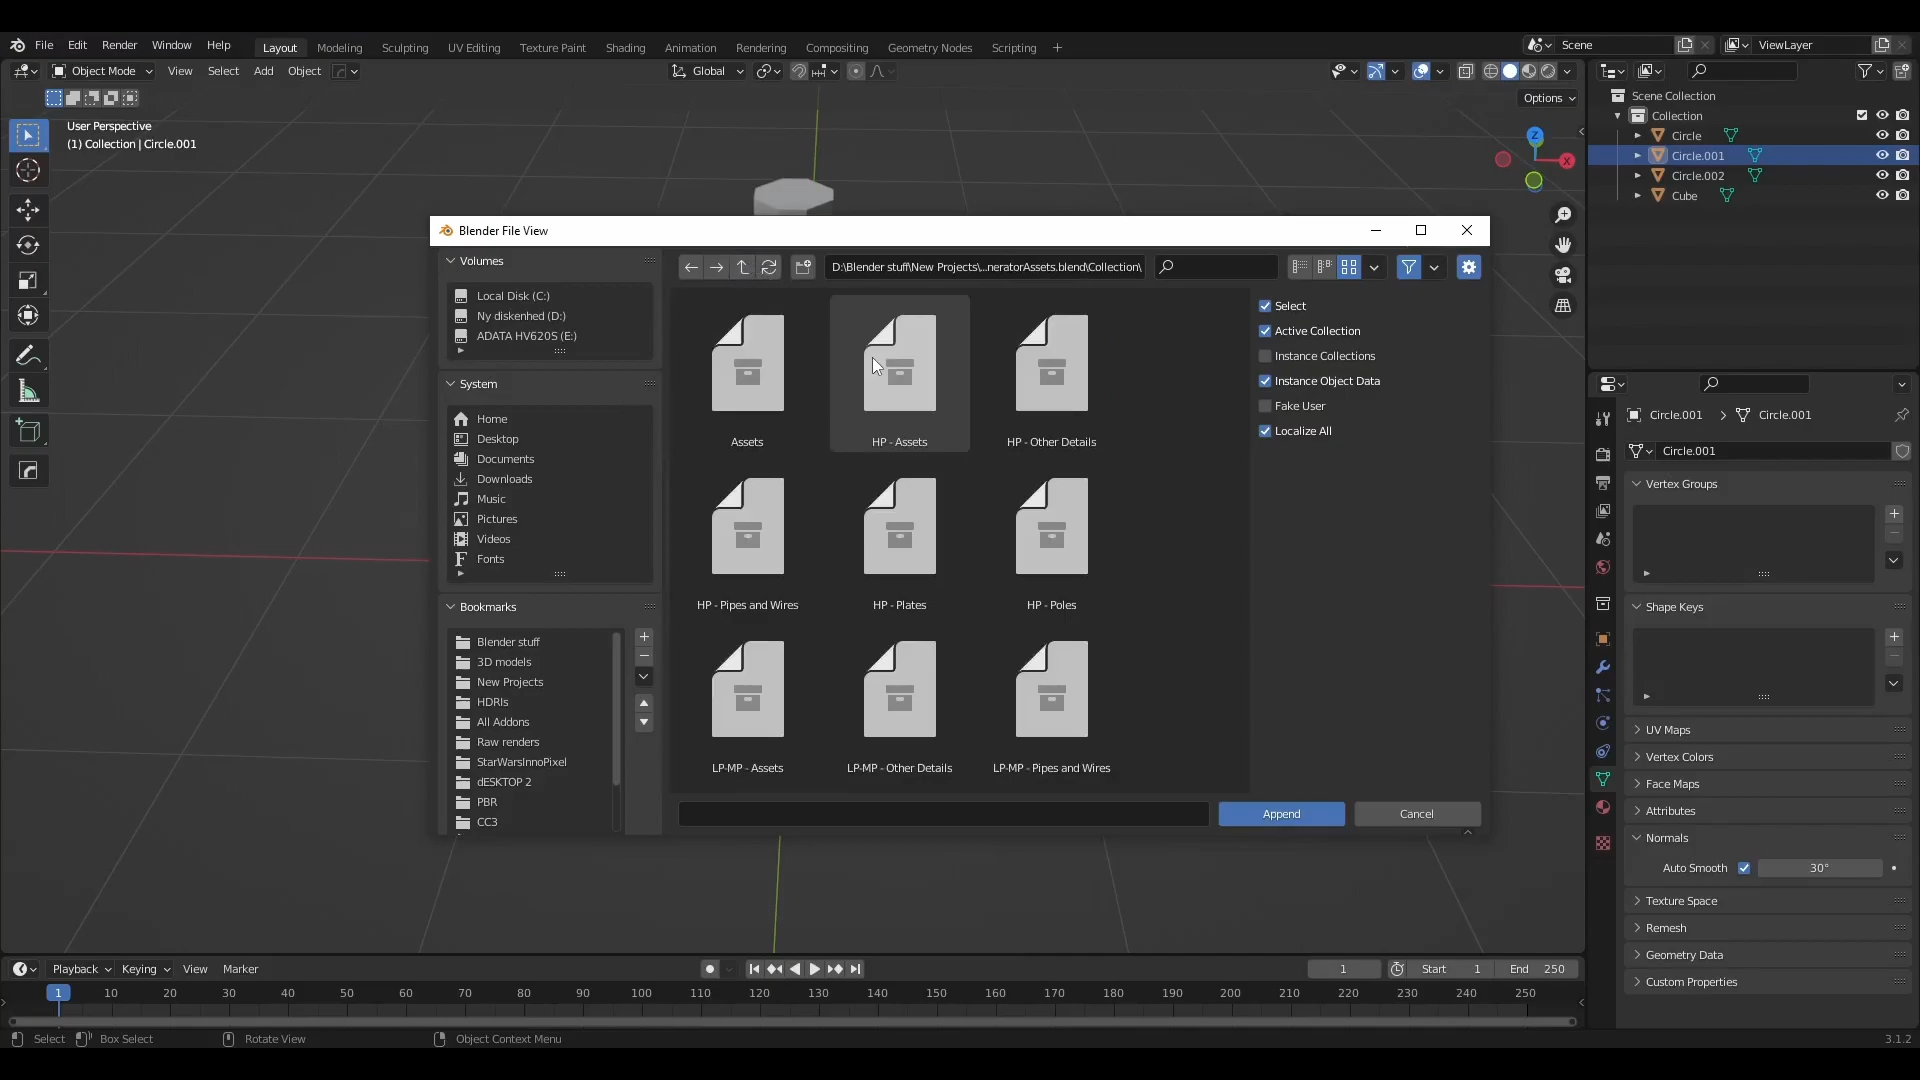 File Edit Render Window Help Layout Modeling Sculpting UV Editing Texture Paint Shading Animation Rendering Compositing Geometry Nodes Scripting + Scene ViewLayer
Object Mode View Select Add Object Global
Options
User Perspective
(1) Collection | Circle.001
Z
X
Scene Collection
Collection
Circle
Circle.001
Circle.002
Cube
Blender File View
Volumes
Local Disk (C:)
Ny diskenhed (D:)
ADATA HV620S (E:)
System
Home
Desktop
Documents
Downloads
Music
Pictures
Videos
Fonts
Bookmarks
Blender stuff
3D models
New Projects
HDRIs
All Addons
Raw renders
StarWarsInnoPixel
dESKTOP 2
PBR
CC3
D:\Blender stuff\New Projects\...neratorAssets.blend\Collection\
Assets HP - Assets HP - Other Details
HP - Pipes and Wires HP - Plates HP - Poles
LP-MP - Assets LP-MP - Other Details LP-MP - Pipes and Wires
Select
Active Collection
Instance Collections
Instance Object Data
Fake User
Localize All
Append Cancel
Circle.001 Circle.001
Circle.001
Vertex Groups
Shape Keys
UV Maps
Vertex Colors
Face Maps
Attributes
Normals
Auto Smooth 30°
Texture Space
Remesh
Geometry Data
Custom Properties
Playback Keying View Marker 1 Start 1 End 250
1 10 20 30 40 50 60 70 80 90 100 110 120 130 140 150 160 170 180 190 200 210 220 230 240 250
Select Box Select Rotate View Object Context Menu 3.1.2